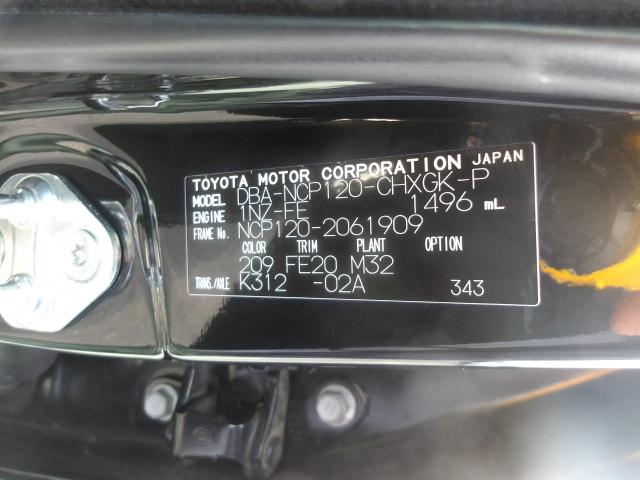 TOYOTA MOTOR CORPORATION JAPAN
MODEL DBA-NCP120-CHXGK-P
ENGINE 1NZ-FE 1496 mL
FRAME No. NCP120-2061909
COLOR TRIM PLANT OPTION
209 FE20 M32
TRANS./AXLE K312 -02A 343